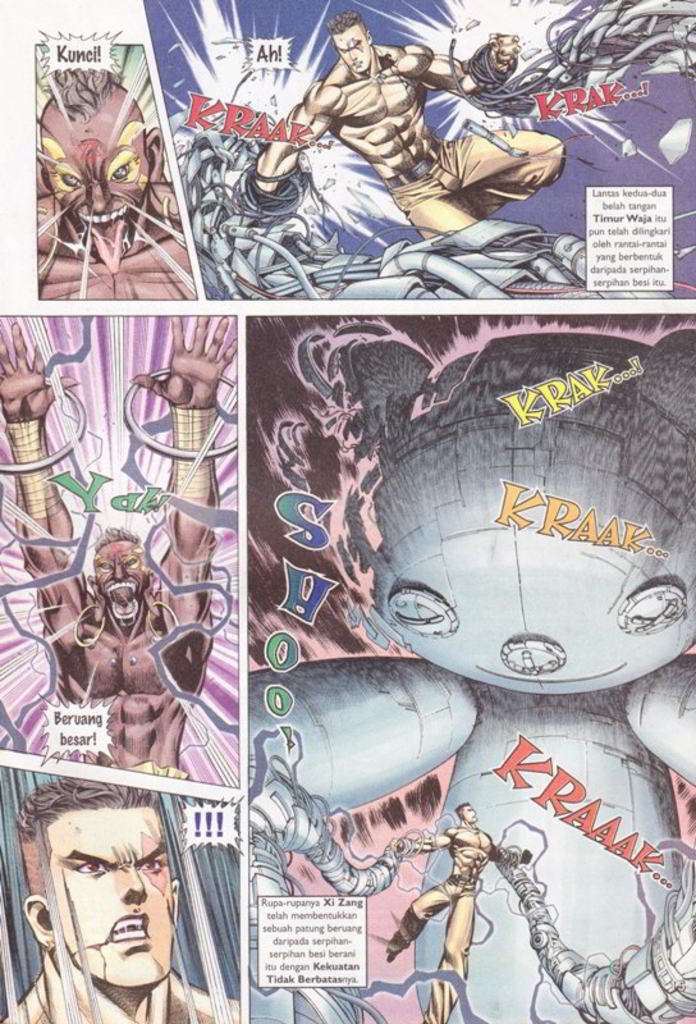 Kunci!
Ah!
KRAAK...!
KRAK...!
Lantas kedua-dua
belah tangan
Timur Waja itu
pun telah dilingkari
oleh rantai-rantai
yang berbentuk
daripada serpihan-
serpihan besi itu.
Yak!
Beruang
besar!
!!!
KRAK...!
KRAAK...
SHOO!
KRAAAK...
Rupa-rupanya Xi Zang
telah membentukkan
sebuah patung beruang
daripada serpihan-
serpihan besi berani
itu dengan Kekuatan
Tidak Berbatasnya.